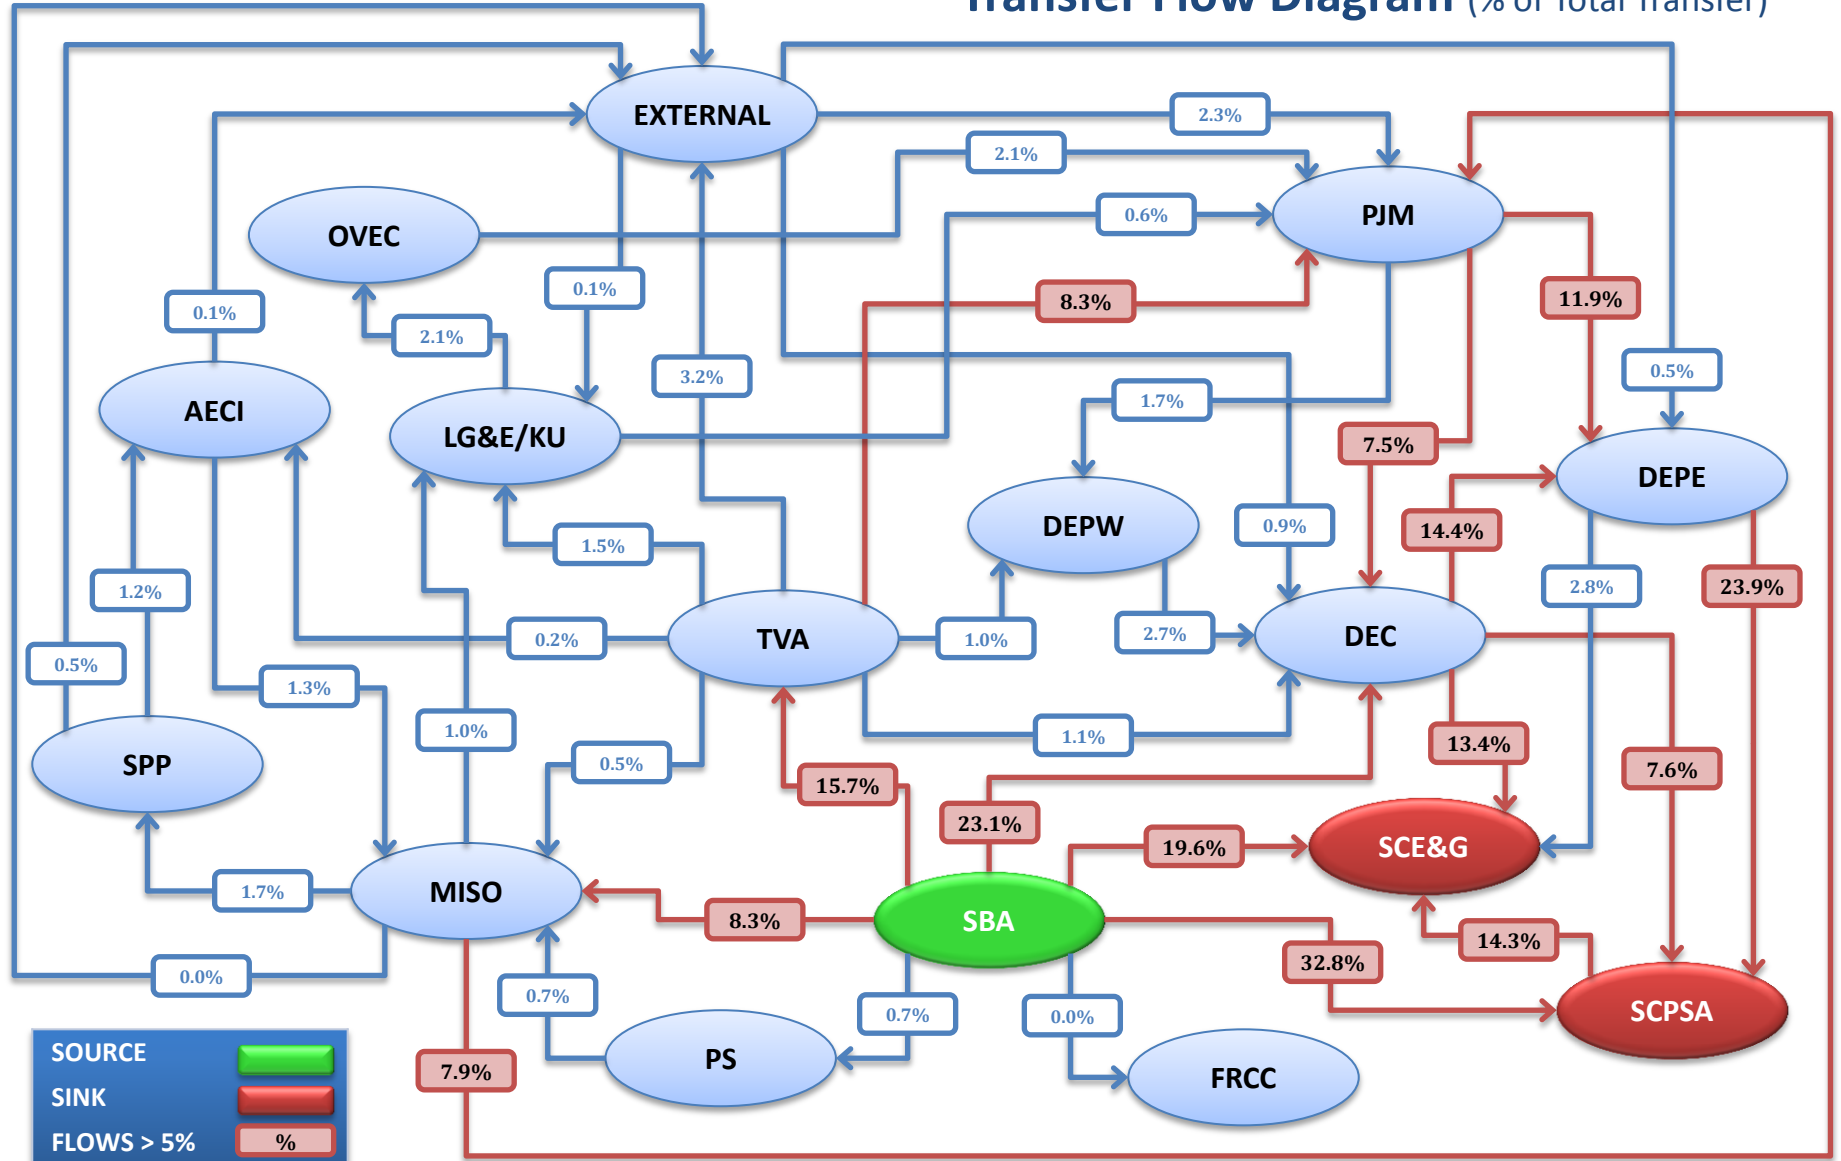 Transfer Flow Diagram (% of Total Transfer)
EXTERNAL
2.3%
2.1%
PJM
0.6%
OVEC
0.1%
0.1%
8.3%
11.9%
2.1%
3.2%
0.5%
1.7%
AECI
LG&E/KU
7.5%
DEPE
DEPW
0.9%
14.4%
1.5%
1.2%
2.8%
23.9%
0.2%
TVA
1.0%
2.7%
DEC
0.5%
1.3%
1.0%
1.1%
13.4%
SPP
0.5%
15.7%
7.6%
23.1%
19.6%
SCE&G
1.7%
MISO
8.3%
SBA
14.3%
32.8%
0.0%
0.7%
0.7%
0.0%
SCPSA
SOURCE
PS
7.9%
FRCC
SINK
FLOWS > 5%
%